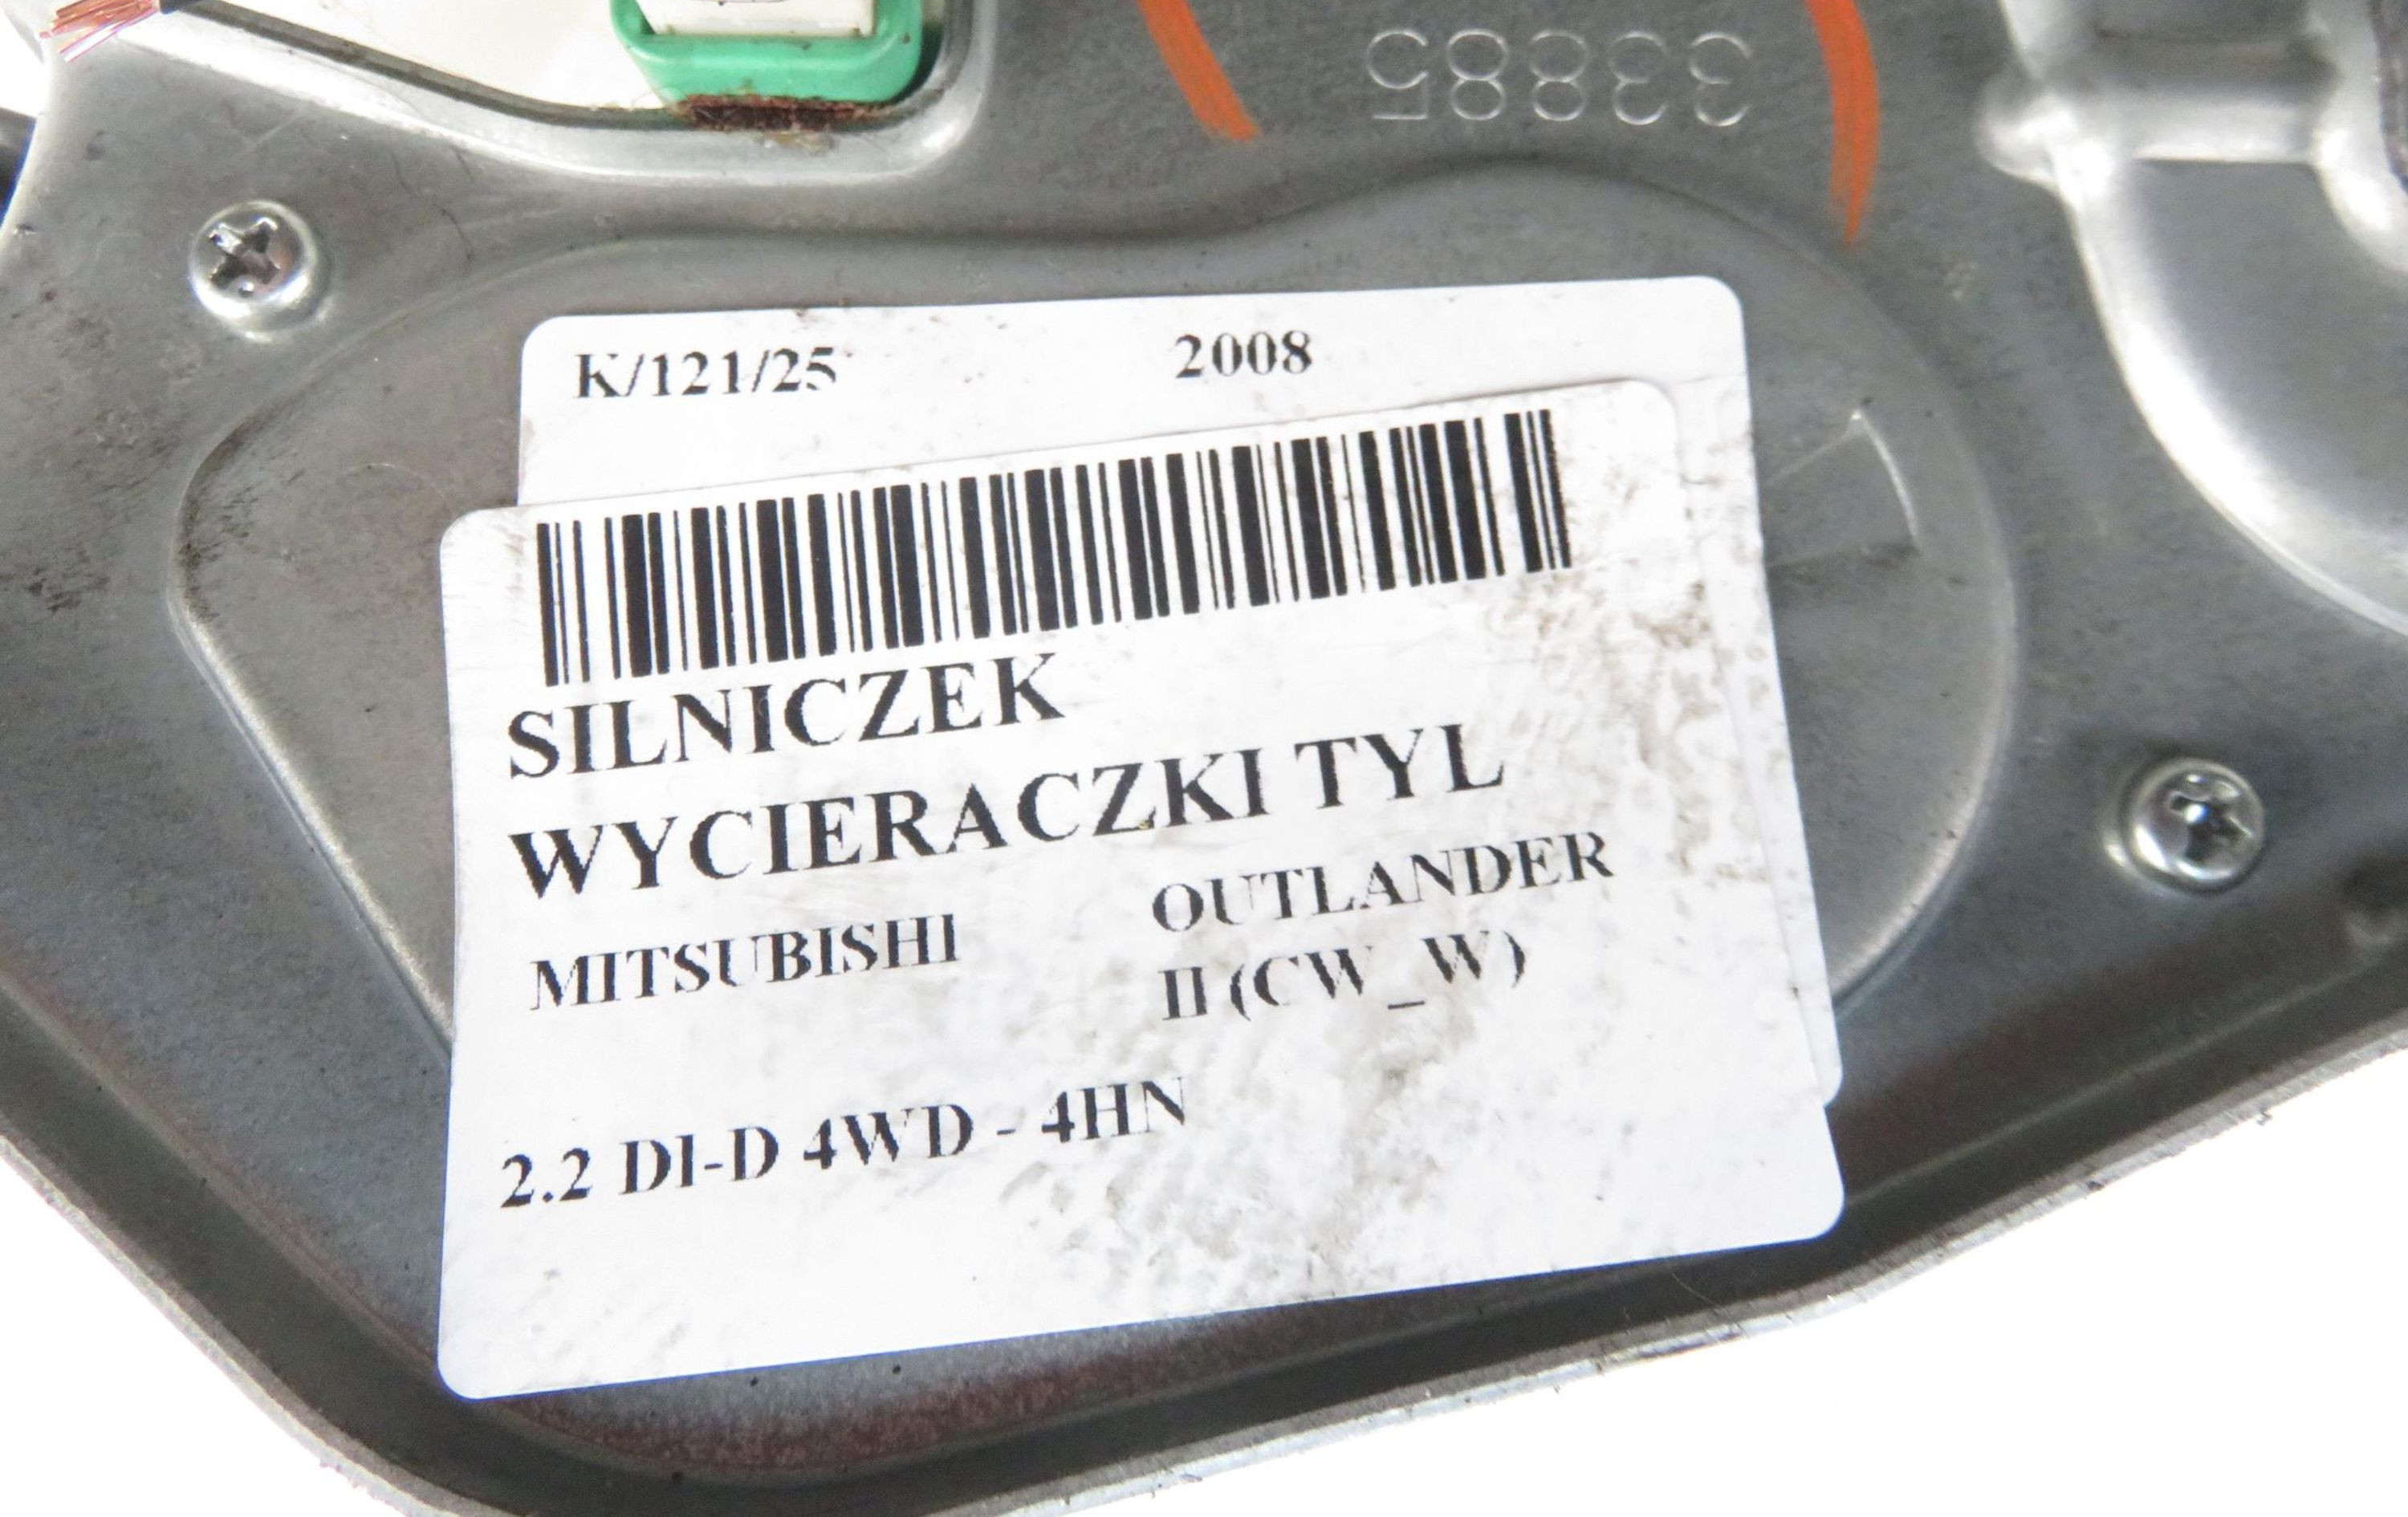 33885
K/121/25 2008
SILNICZEK
WYCIERACZKI TYL
MITSUBISHI OUTLANDER
II (CW_W)
2.2 DI-D 4WD - 4HN